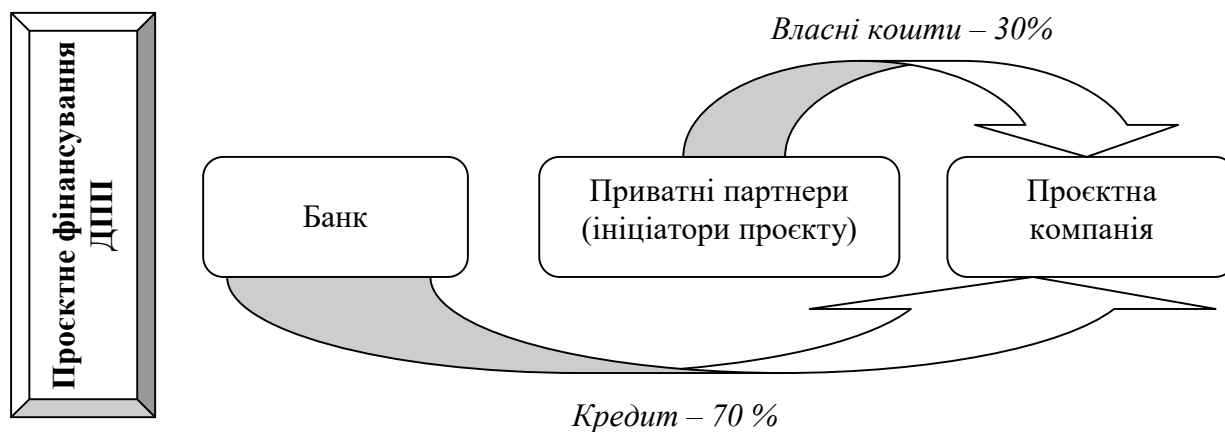 Проєктне фінансування
ДПП
Власні кошти – 30%
Банк
Приватні партнери
(ініціатори проєкту)
Проєктна
компанія
Кредит – 70 %